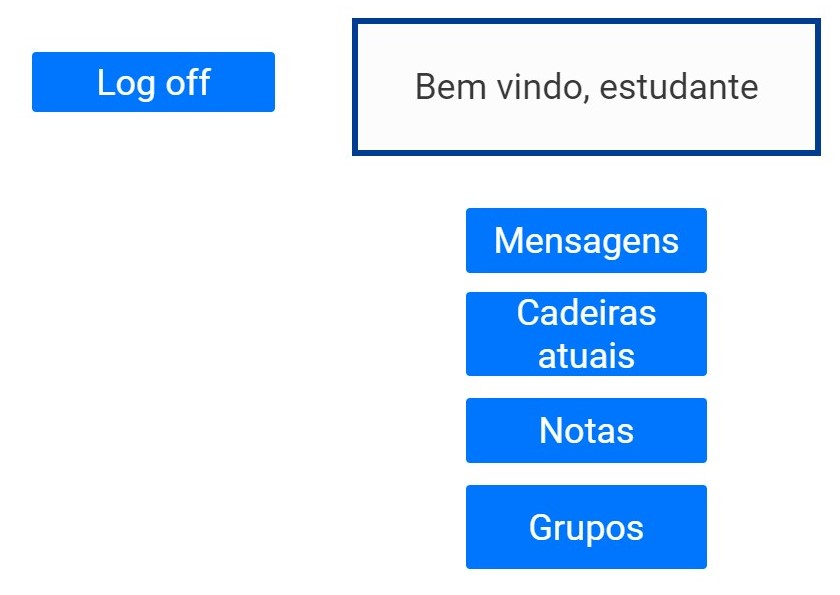 Log off
Bem vindo, estudante
Mensagens
Cadeiras
atuais
Notas
Grupos